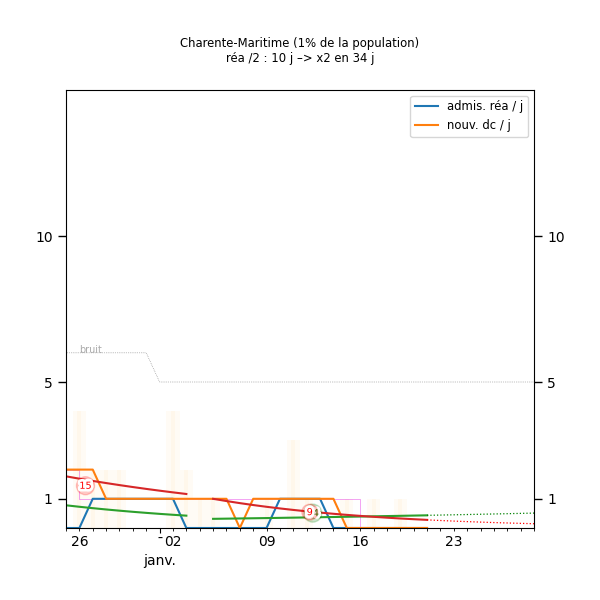 Charente-Maritime (1% de la population)
réa /2 : 10 j –> x2 en 34 j
admis. réa / j
nouv. dc / j
10
10
bruit
5
5
15
9
1
1
26
02
09
16
23
janv.